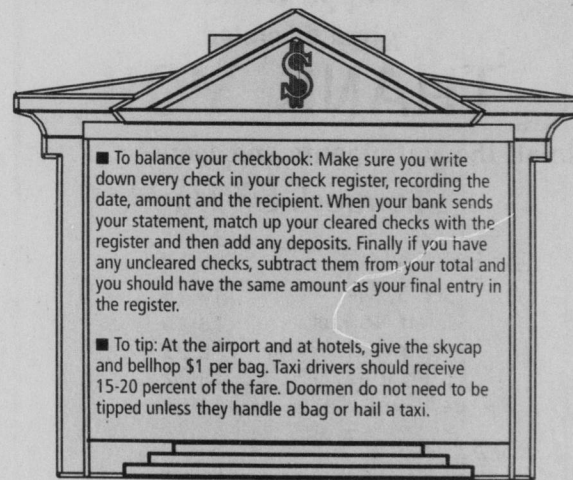 $
■ To balance your checkbook: Make sure you write
down every check in your check register, recording the
date, amount and the recipient. When your bank sends
your statement, match up your cleared checks with the
register and then add any deposits. Finally if you have
any uncleared checks, subtract them from your total and
you should have the same amount as your final entry in
the register.
■ To tip: At the airport and at hotels, give the skycap
and bellhop $1 per bag. Taxi drivers should receive
15-20 percent of the fare. Doormen do not need to be
tipped unless they handle a bag or hail a taxi.